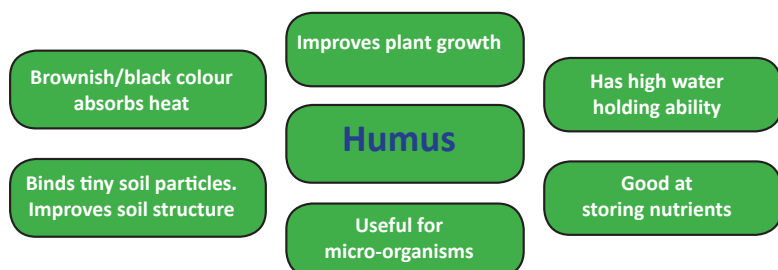 Improves plant growth
Brownish/black colour
absorbs heat
Has high water
holding ability
Humus
Binds tiny soil particles.
Improves soil structure
Good at
storing nutrients
Useful for
micro-organisms